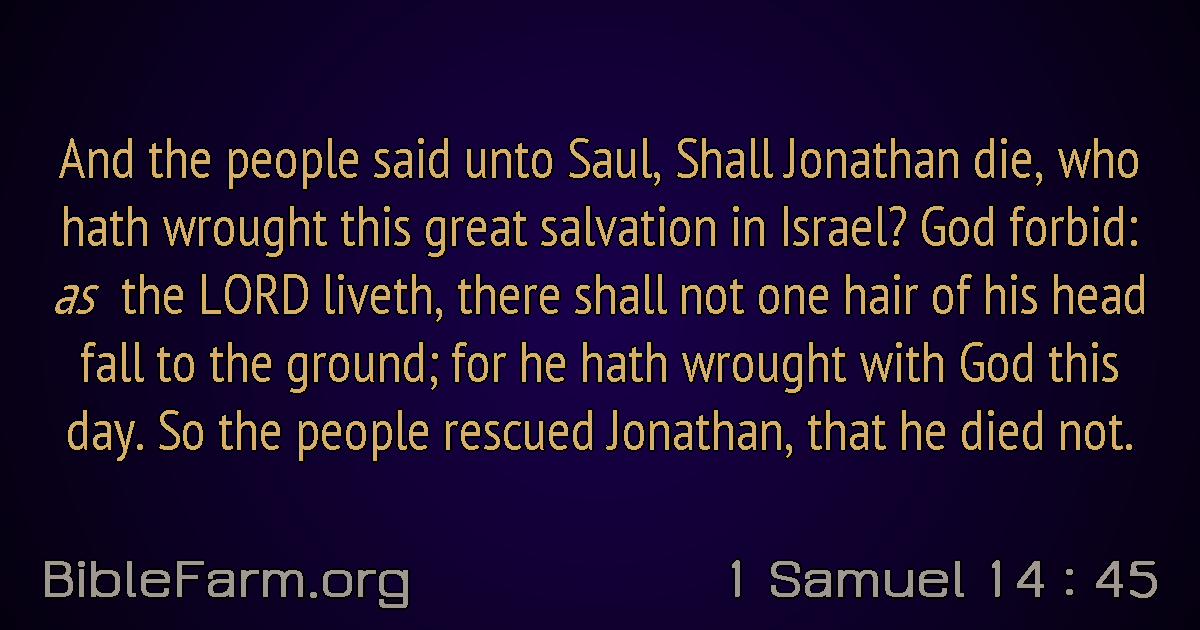 And the people said unto Saul, Shall Jonathan die, who
hath wrought this great salvation in Israel? God forbid:
as the LORD liveth, there shall not one hair of his head
fall to the ground; for he hath wrought with God this
day. So the people rescued Jonathan, that he died not.
BibleFarm.org
1 Samuel 14 : 45